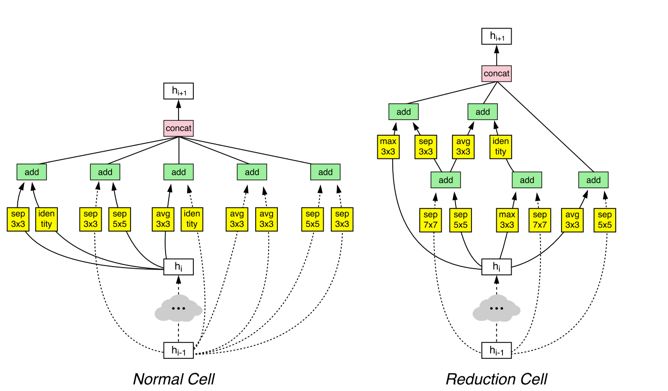 h_{i+1}
concat
add add add add add
sep 3x3 iden tity sep 3x3 sep 5x5 avg 3x3 iden tity avg 3x3 avg 3x3 sep 5x5 sep 3x3
h_i
...
h_{i-1}
Normal Cell
h_{i+1}
concat
add add
max 3x3 sep 3x3 avg 3x3 iden tity
add add add
sep 7x7 sep 5x5 max 3x3 sep 7x7 avg 3x3 sep 5x5
h_i
...
h_{i-1}
Reduction Cell